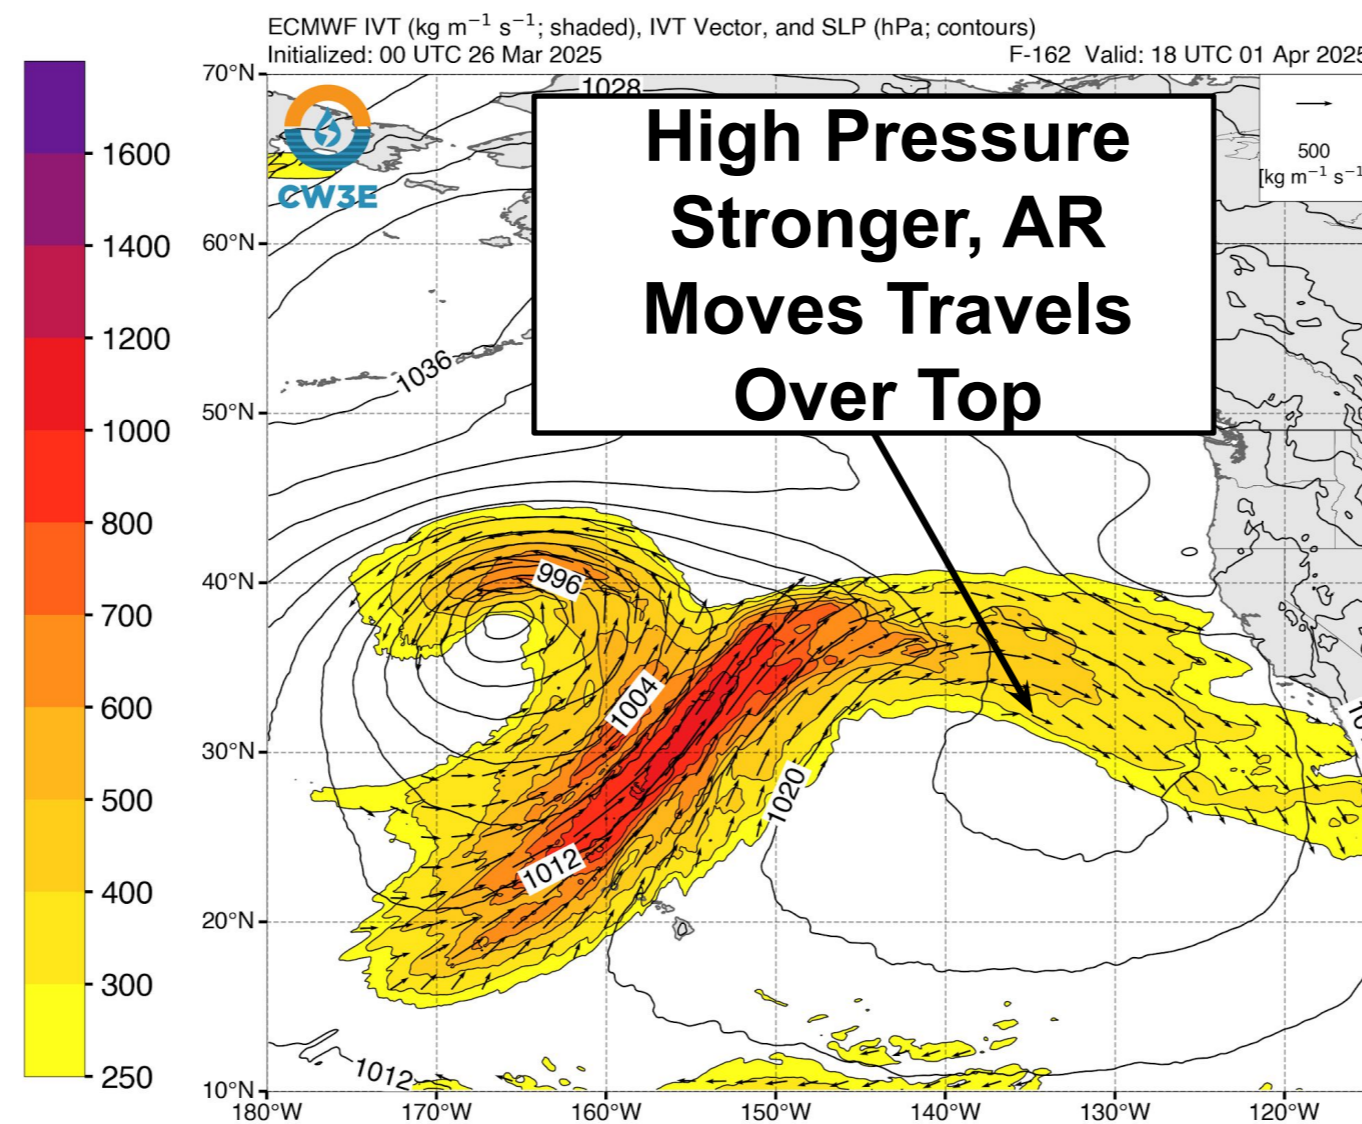 ECMWF IVT (kg m⁻¹ s⁻¹; shaded), IVT Vector, and SLP (hPa; contours)
Initialized: 00 UTC 26 Mar 2025
F-162 Valid: 18 UTC 01 Apr 2025
1600
1400
1200
1000
800
700
600
500
400
300
250
70°N
60°N
50°N
40°N
30°N
20°N
10°N
CW3E
1028
High Pressure
Stronger, AR
Moves Travels
Over Top
500
[kg m⁻¹ s⁻¹
1036
996
1004
1020
1012
1012
180°W
170°W
160°W
150°W
140°W
130°W
120°W